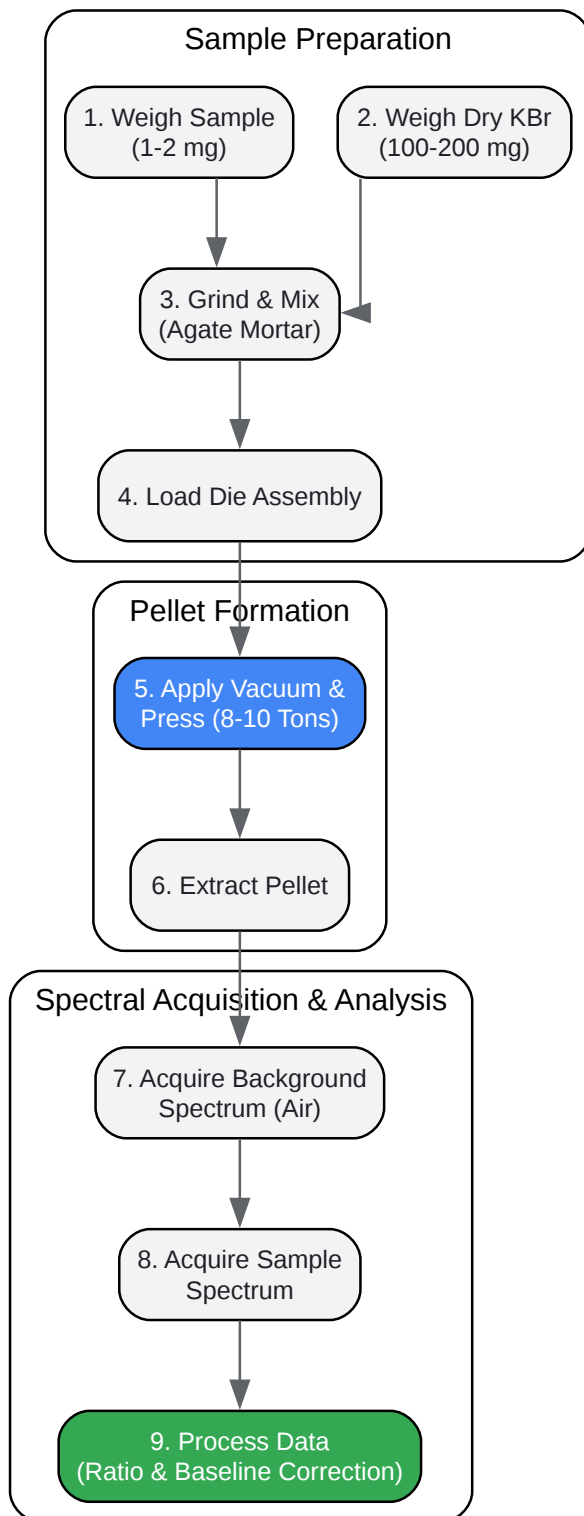 Sample Preparation
1. Weigh Sample
(1-2 mg)
2. Weigh Dry KBr
(100-200 mg)
3. Grind & Mix
(Agate Mortar)
4. Load Die Assembly
Pellet Formation
5. Apply Vacuum &
Press (8-10 Tons)
6. Extract Pellet
Spectral Acquisition & Analysis
7. Acquire Background
Spectrum (Air)
8. Acquire Sample
Spectrum
9. Process Data
(Ratio & Baseline Correction)